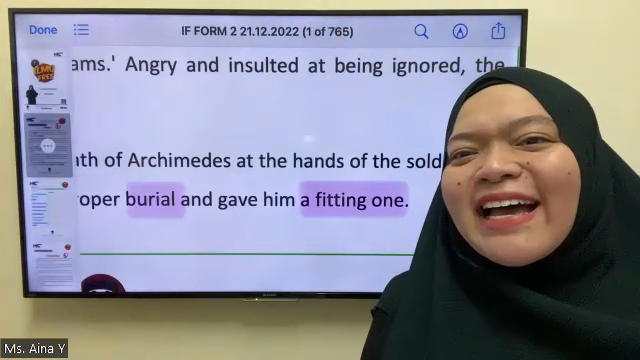 Done
IF FORM 2 21.12.2022 (1 of 765)
ams.' Angry and insulted at being ignored, the
ath of Archimedes at the hands of the sold
roper burial and gave him a fitting one.
Ms. Aina Y